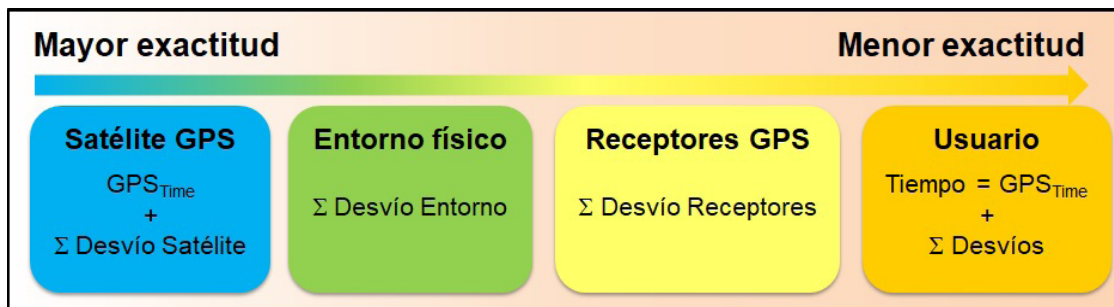 Mayor exactitud
Menor exactitud
Satélite GPS
GPSTime
+
Σ Desvío Satélite
Entorno físico
Σ Desvío Entorno
Receptores GPS
Σ Desvío Receptores
Usuario
Tiempo = GPSTime
+
Σ Desvíos